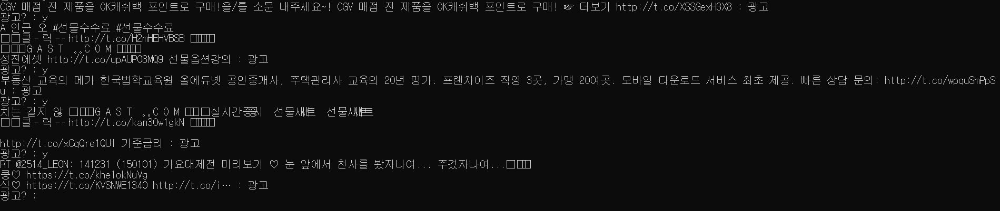 CGV 매점 전 제품을 OK캐쉬백 포인트로 구매!을/를 소문 내주세요~! CGV 매점 전 제품을 OK캐쉬백 포인트로 구매! ☞ 더보기 http://t.co/XSSGexH3X8 : 광고
광고? : y
A 인근 오 #선물수수료 #선물수수료
□□클-릭--http://t.co/H2mHEHVBSB □□□□□
□□□□G A S T 。。C O M □□□□□
성진에셋 http://t.co/upAUPO8MQ9 선물옵션강의 : 광고
광고? : y
부동산 교육의 메카 한국법학교육원 올에듀넷 공인중개사, 주택관리사 교육의 20년 명가. 프랜차이즈 직영 3곳, 가맹 200여곳. 모바일 다운로드 서비스 최초 제공. 빠른 상담 문의: http://t.co/wpquSmPpS
u : 광고
광고? : y
치는 길지 않 □□□□G A S T 。。C O M □□□ □실시간 선물세트 선물세트
□□클-릭--http://t.co/kan3Ow1gkN □□□□□
http://t.co/xCqQre1QUl 기준금리 : 광고
광고? : y
RT @2514_LEON: 141231 (150101) 가요대제전 미리보기 ♡ 눈 앞에서 천사를 봤자나여... 주것자나여...□□□□
콩♡ https://t.co/khe1okNuVg
식♡ https://t.co/KVSNWE1340 http://t.co/i… : 광고
광고? :